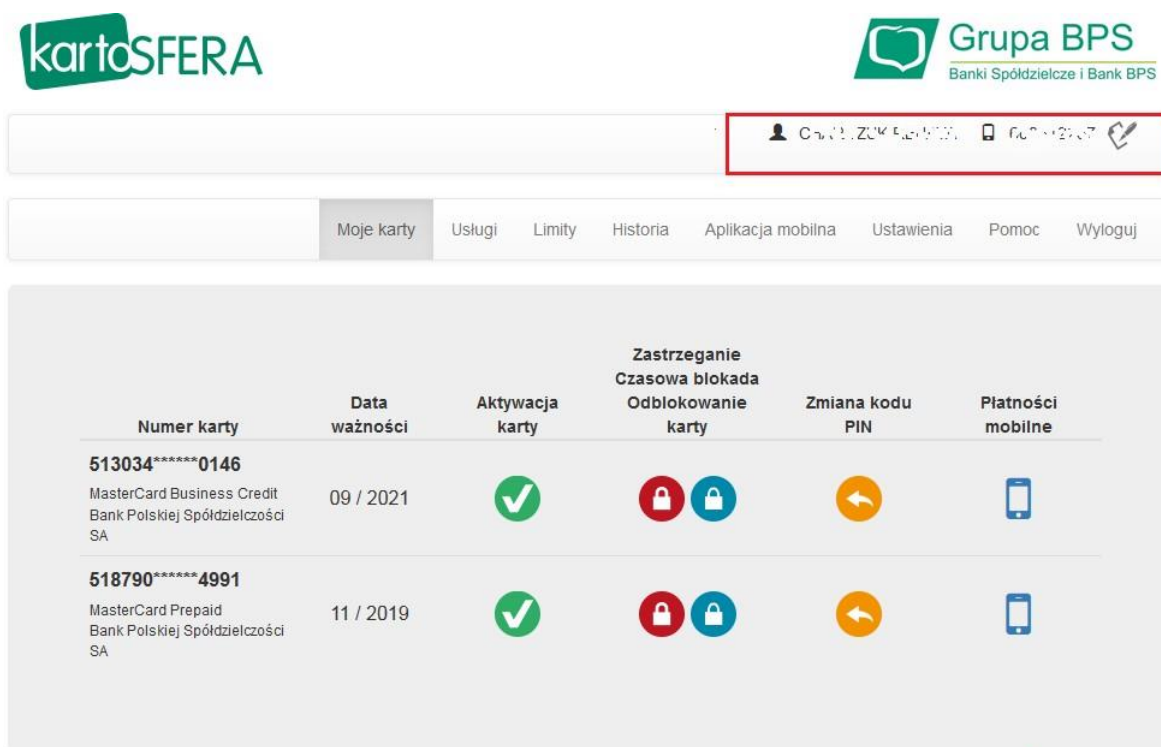 kartosfera
Grupa BPS
Banki Spółdzielcze i Bank BPS
Moje karty Usługi Limity Historia Aplikacja mobilna Ustawienia Pomoc Wyloguj
Numer karty Data ważności Aktywacja karty Zastrzeganie Czasowa blokada Odblokowanie karty Zmiana kodu PIN Płatności mobilne
513034******0146
MasterCard Business Credit
Bank Polskiej Spółdzielczości
SA
09 / 2021
518790******4991
MasterCard Prepaid
Bank Polskiej Spółdzielczości
SA
11 / 2019